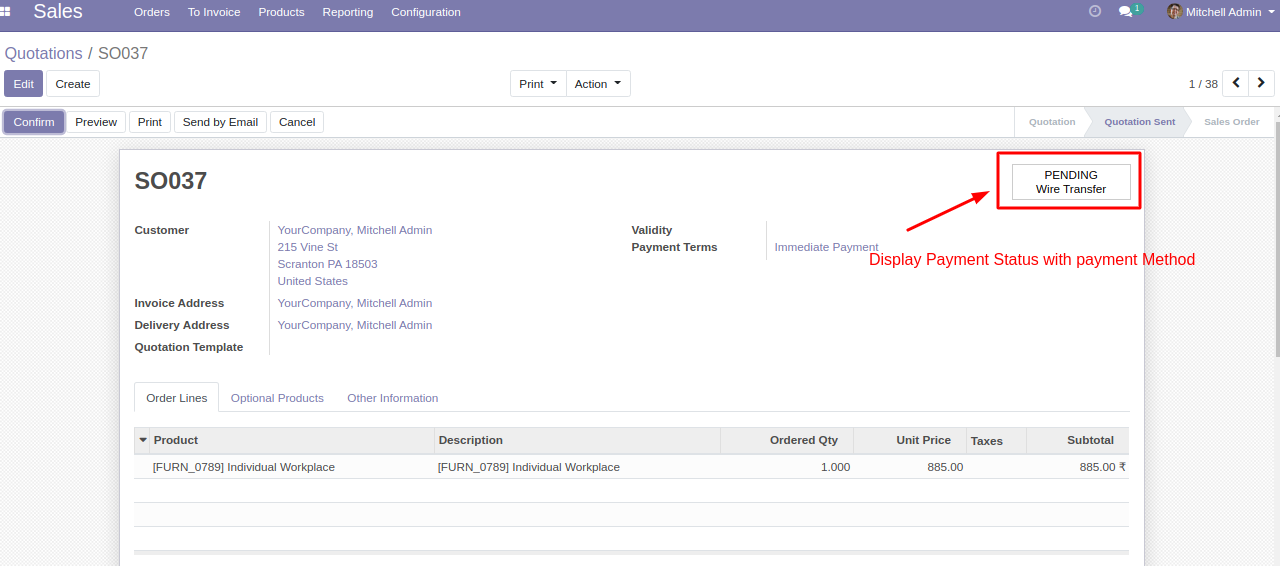 Sales Orders To Invoice Products Reporting Configuration 1 Mitchell Admin
Quotations / SO037
Edit Create Print Action 1 / 38
Confirm Preview Print Send by Email Cancel Quotation Quotation Sent Sales Order
SO037
PENDING
Wire Transfer
Customer YourCompany, Mitchell Admin
215 Vine St
Scranton PA 18503
United States
Validity
Payment Terms Immediate Payment
Display Payment Status with payment Method
Invoice Address YourCompany, Mitchell Admin
Delivery Address YourCompany, Mitchell Admin
Quotation Template
Order Lines Optional Products Other Information
Product Description Ordered Qty Unit Price Taxes Subtotal
[FURN_0789] Individual Workplace [FURN_0789] Individual Workplace 1.000 885.00 885.00 ₹